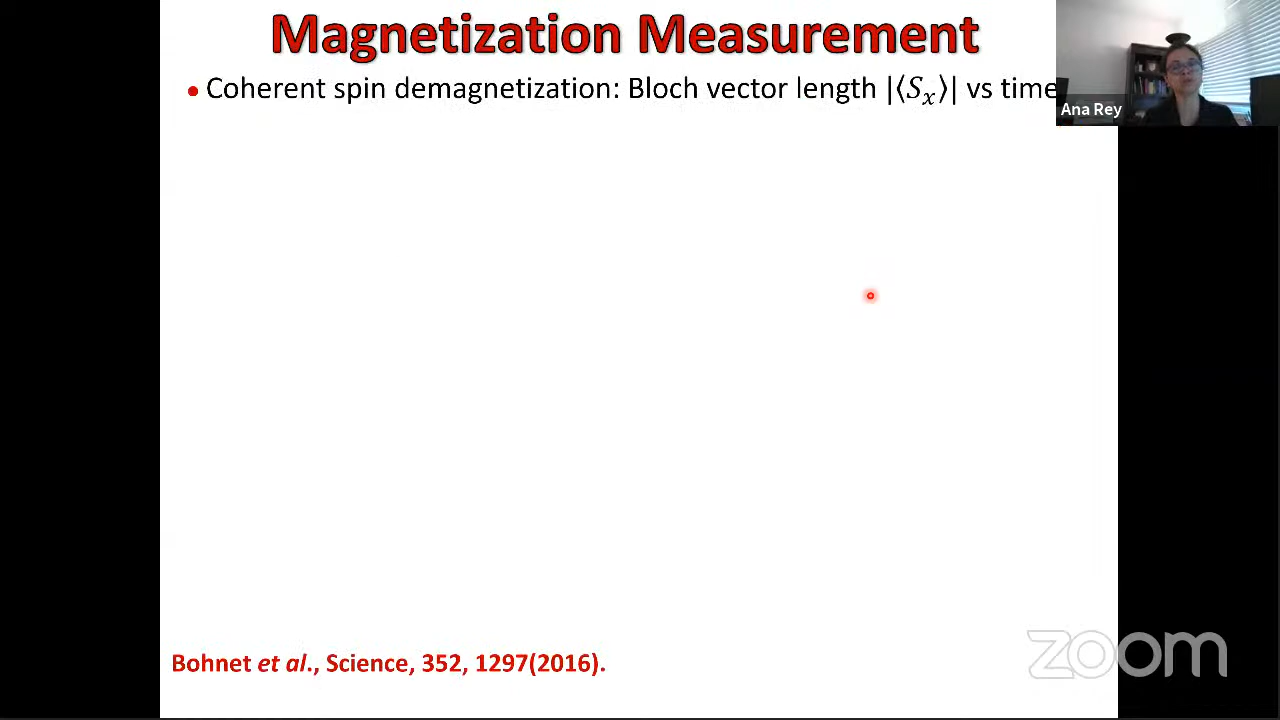 Magnetization Measurement
• Coherent spin demagnetization: Bloch vector length |⟨Sₓ⟩| vs time
Ana Rey
Bohnet et al., Science, 352, 1297(2016).
zoom